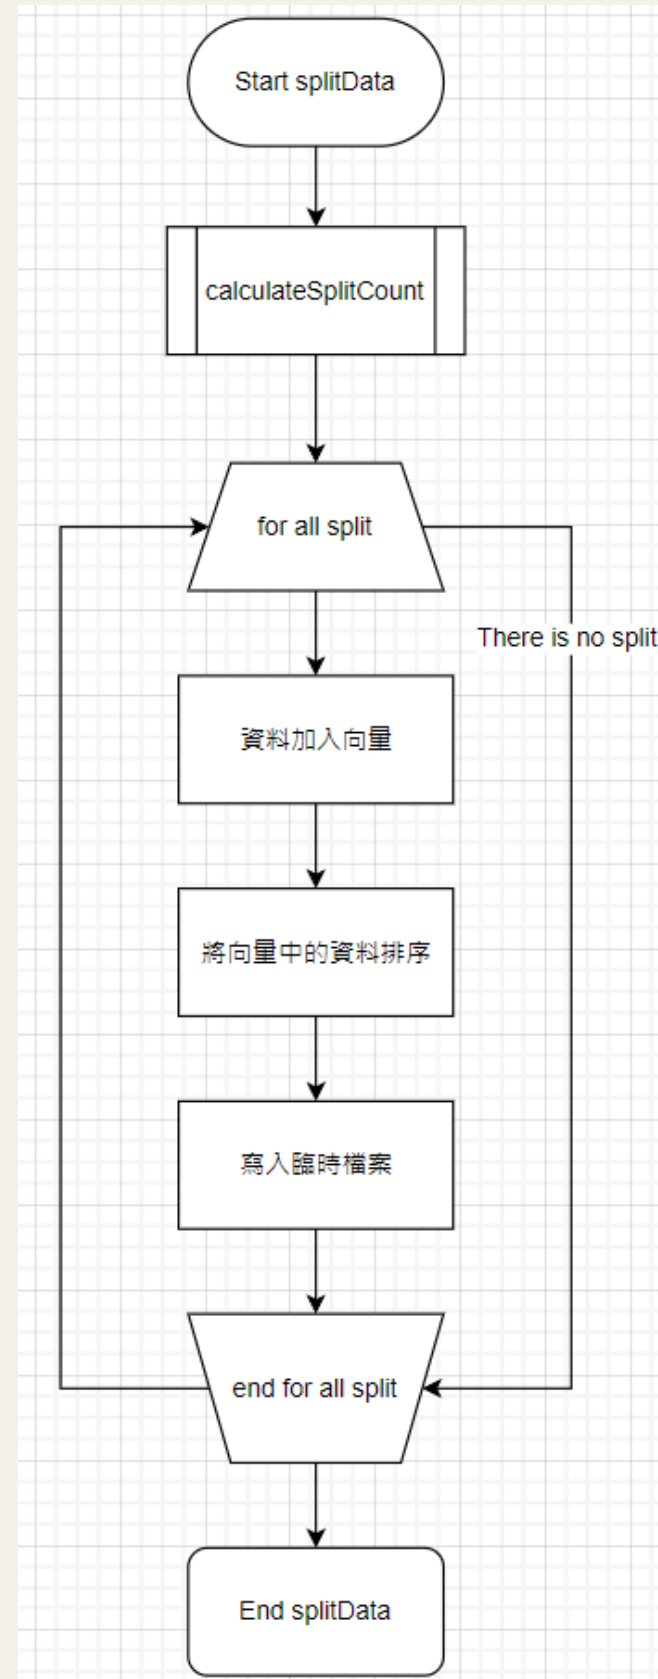 Start splitData
calculateSplitCount
for all split
There is no split
資料加入向量
將向量中的資料排序
寫入臨時檔案
end for all split
End splitData